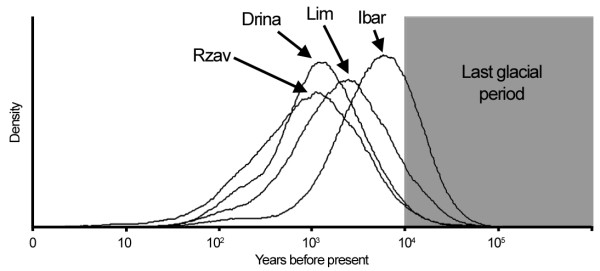 Drina
Lim
Ibar
Rzav
Last glacial
period
Density
0
10
10²
10³
10⁴
10⁵
Years before present